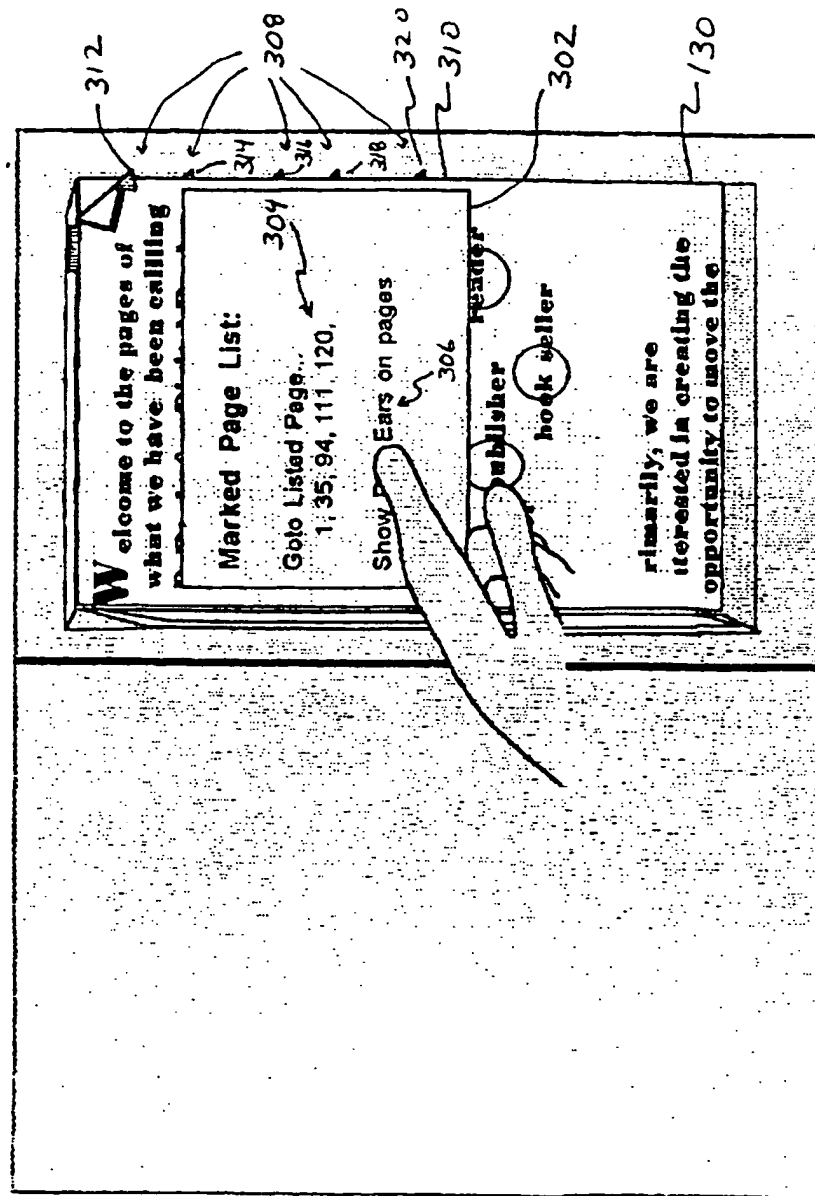 Welcome to the pages of
what we have been callling
Marked Page List:
Goto Listed Page...
1, 35, 94, 111, 120,
Show
Ears on pages
reader
ublisher
book seller
rimarily, we are
terested in creating the
opportunity to move the
312
308
314
316
318
320
310
304
306
302
130